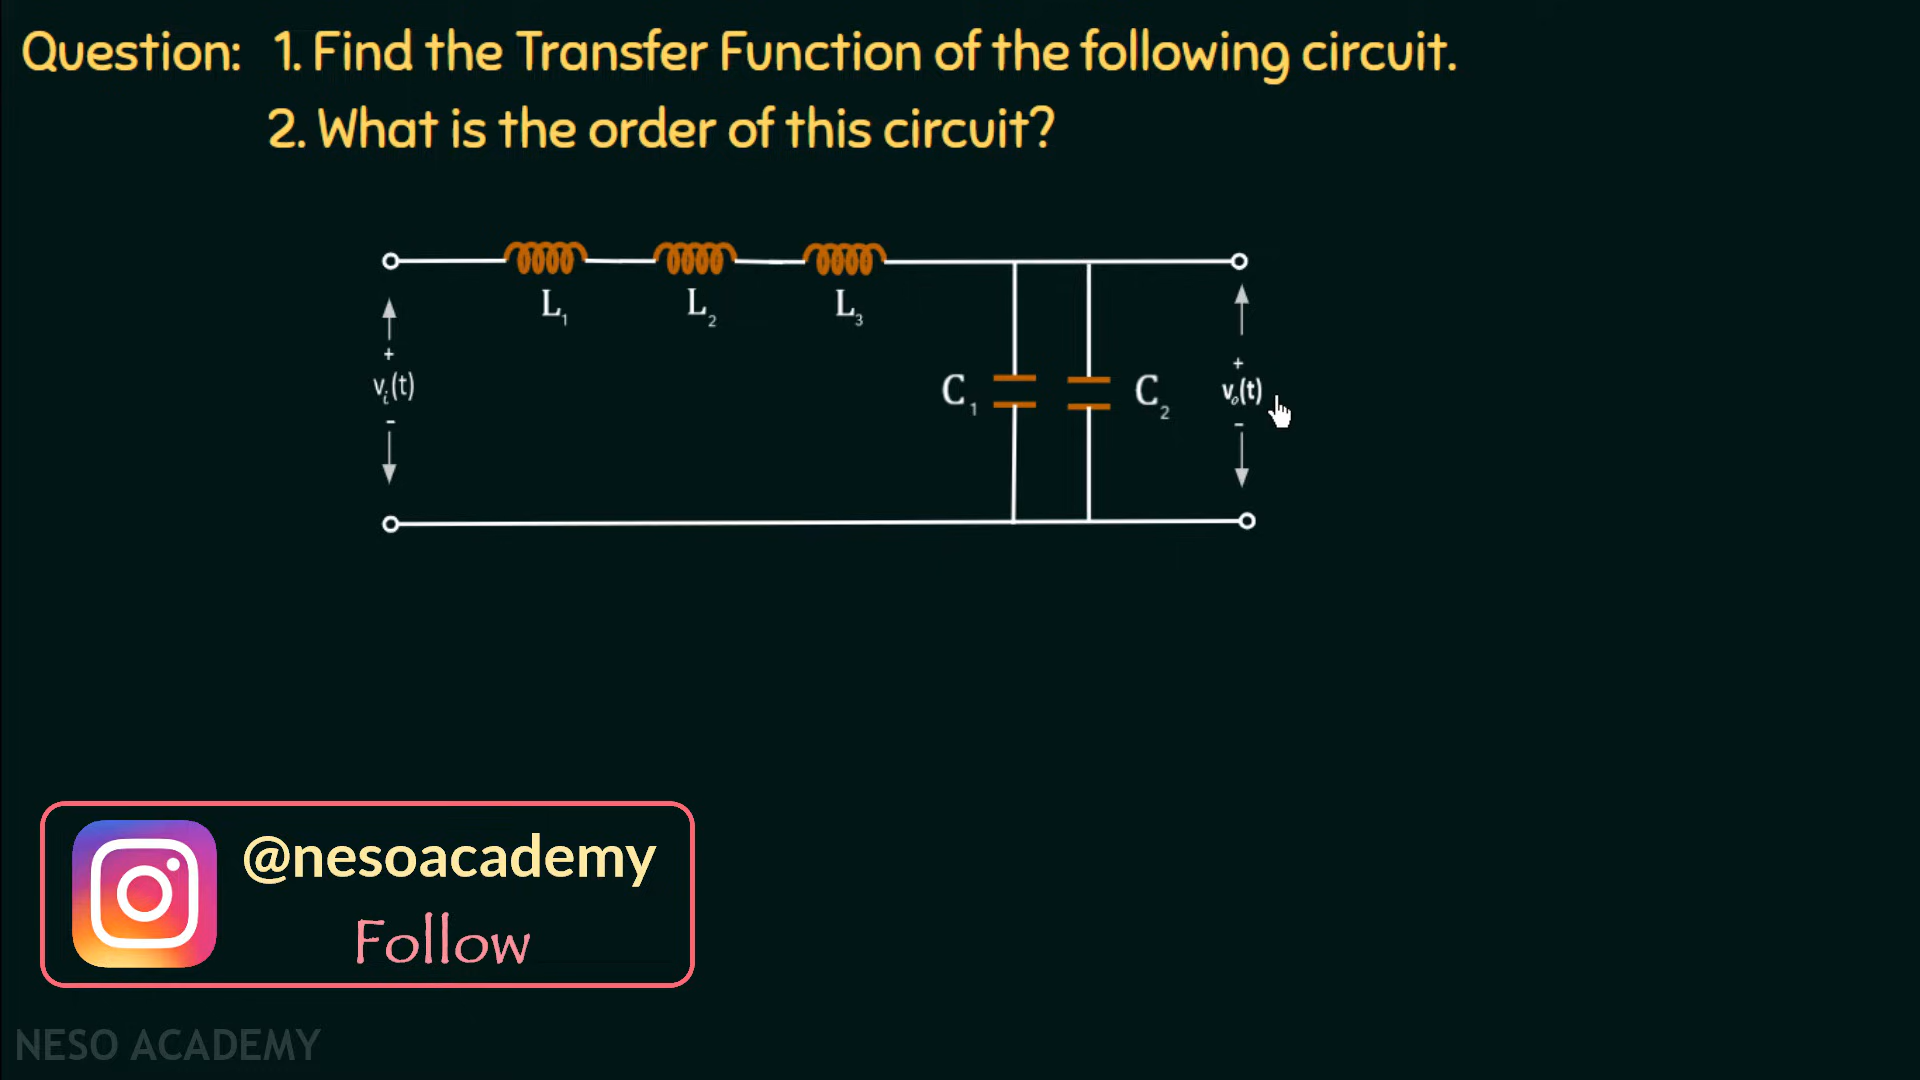 Question: 1. Find the Transfer Function of the following circuit.
2. What is the order of this circuit?
L₁ L₂ L₃
+ +
vᵢ(t) C₁ C₂ vₒ(t)
- -
@nesoacademy
Follow
NESO ACADEMY